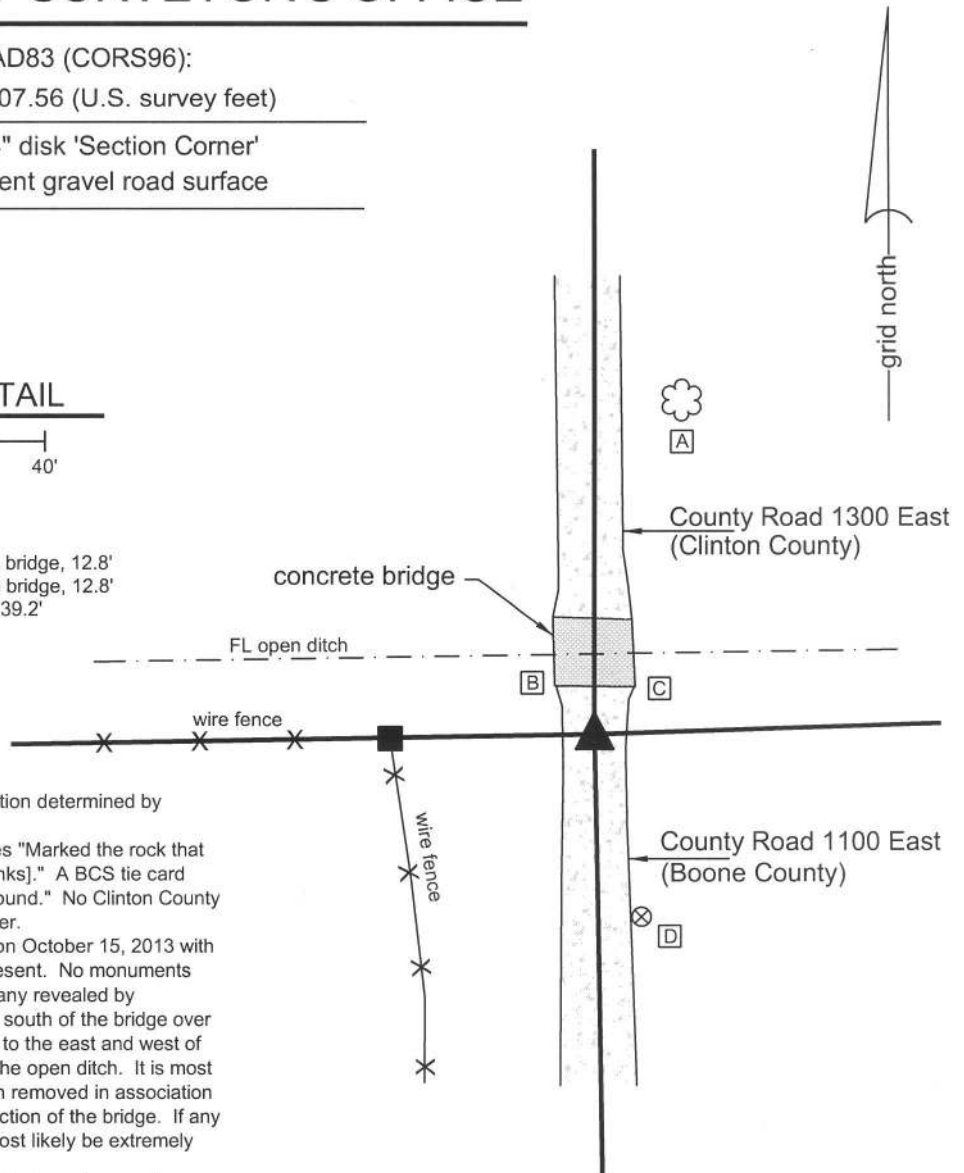 AD83 (CORS96):
07.56 (U.S. survey feet)
" disk 'Section Corner'
ent gravel road surface
grid north
TAIL
40'
A
County Road 1300 East
(Clinton County)
bridge, 12.8'
bridge, 12.8'
39.2'
concrete bridge
FL open ditch
B
C
wire fence
wire fence
tion determined by
es "Marked the rock that
nks]." A BCS tie card
ound." No Clinton County
er.
on October 15, 2013 with
esent. No monuments
any revealed by
south of the bridge over
to the east and west of
he open ditch. It is most
n removed in association
ction of the bridge. If any
ost likely be extremely
County Road 1100 East
(Boone County)
D